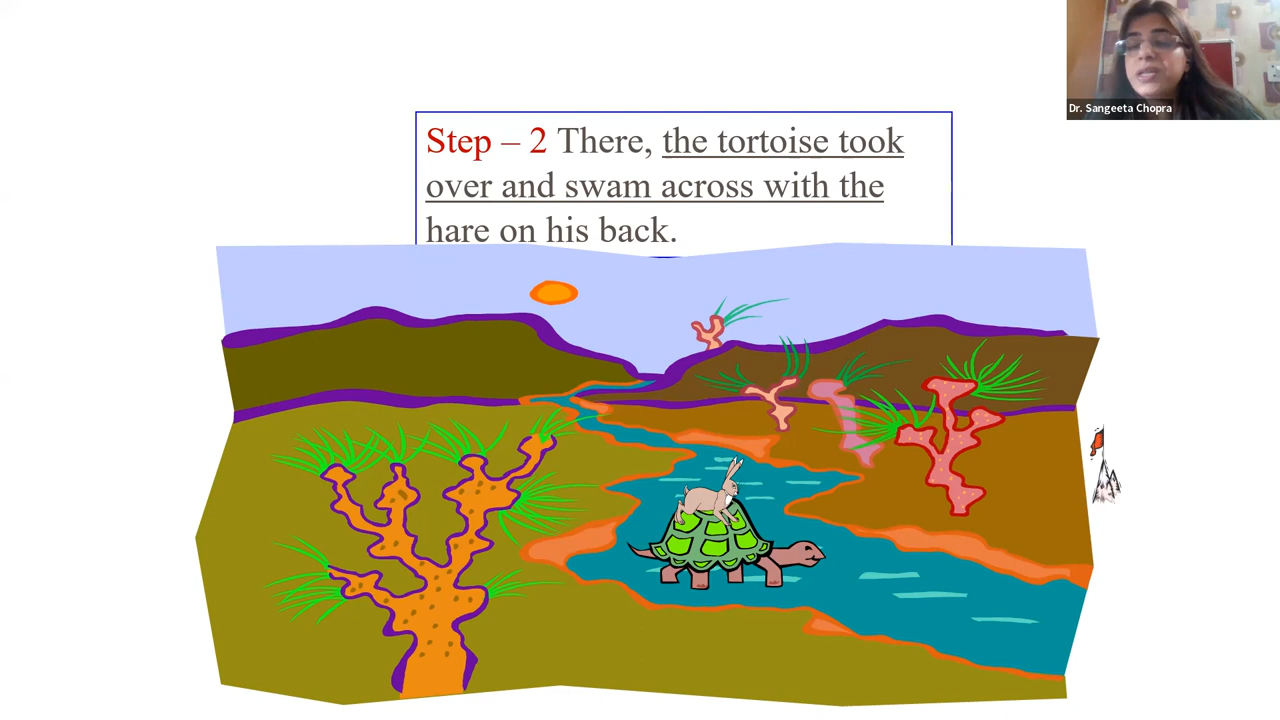 Step – 2 There, the tortoise took
over and swam across with the
hare on his back.
Dr. Sangeeta Chopra